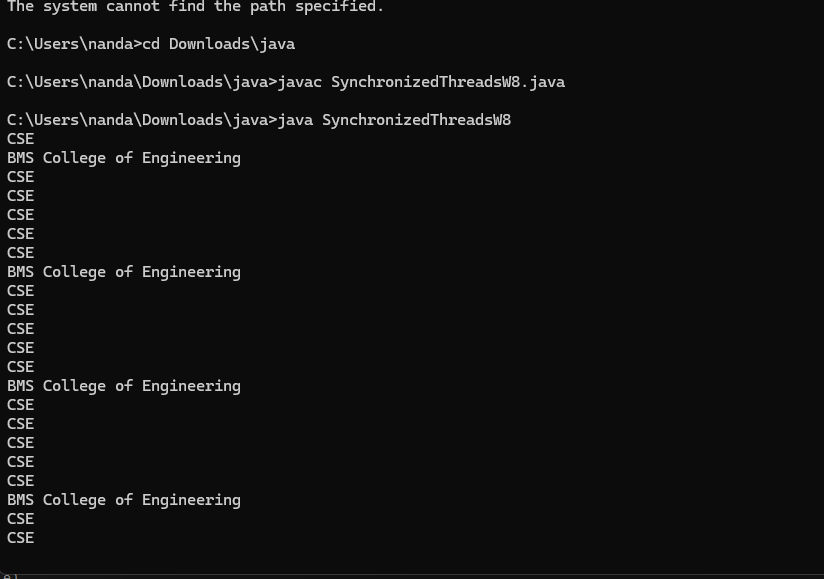 The system cannot find the path specified.
C:\Users\nanda>cd Downloads\java
C:\Users\nanda\Downloads\java>javac SynchronizedThreadsW8.java
C:\Users\nanda\Downloads\java>java SynchronizedThreadsW8
CSE
BMS College of Engineering
CSE
CSE
CSE
CSE
CSE
BMS College of Engineering
CSE
CSE
CSE
CSE
CSE
BMS College of Engineering
CSE
CSE
CSE
CSE
CSE
BMS College of Engineering
CSE
CSE